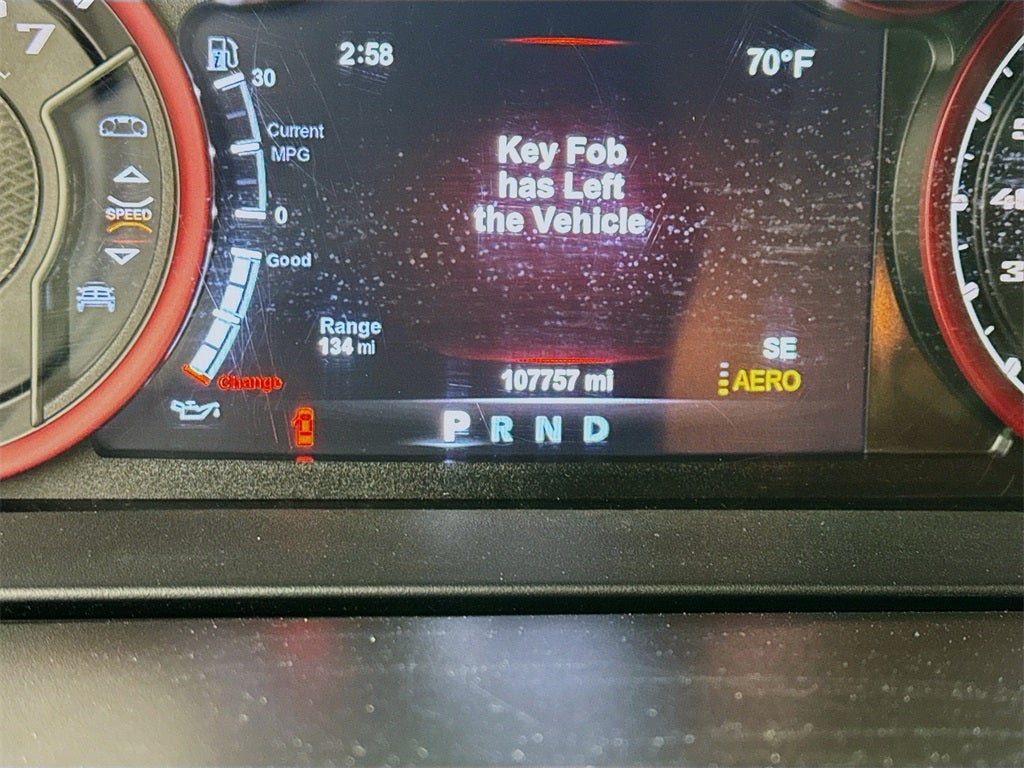 7
2:58
70°F
30
Current
MPG
0
Key Fob
has Left
the Vehicle
SPEED
Good
Range
134 mi
Change
107757 mi
SE
AERO
P R N D